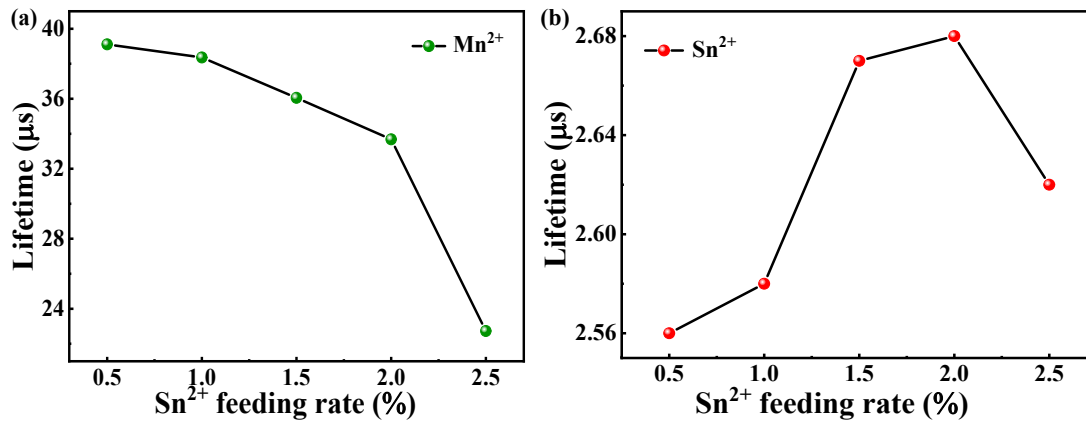 (a)
Mn²⁺
Lifetime (μs)
40
36
32
28
24
0.5 1.0 1.5 2.0 2.5
Sn²⁺ feeding rate (%)
(b)
Sn²⁺
Lifetime (μs)
2.68
2.64
2.60
2.56
0.5 1.0 1.5 2.0 2.5
Sn²⁺ feeding rate (%)